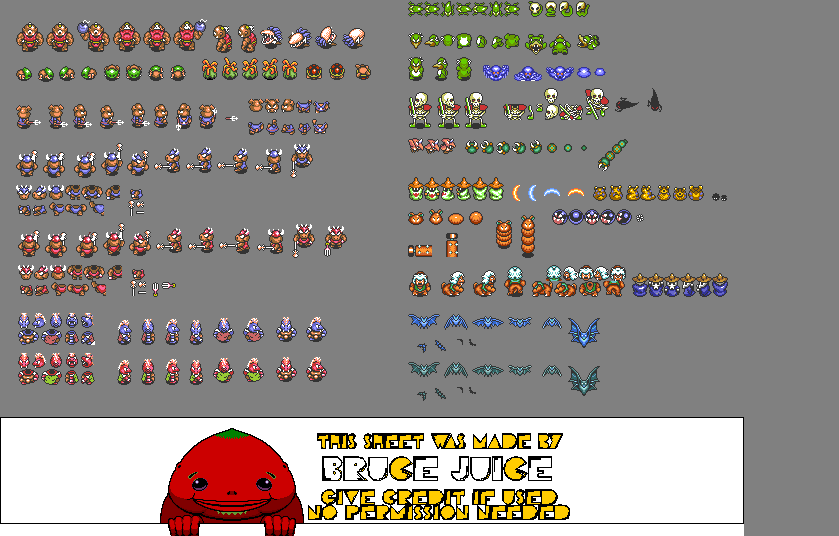 THIS SHEET WAS MADE BY
BRUCE JUICE
GIVE CREDIT IF USED
NO PERMISSION NEEDED